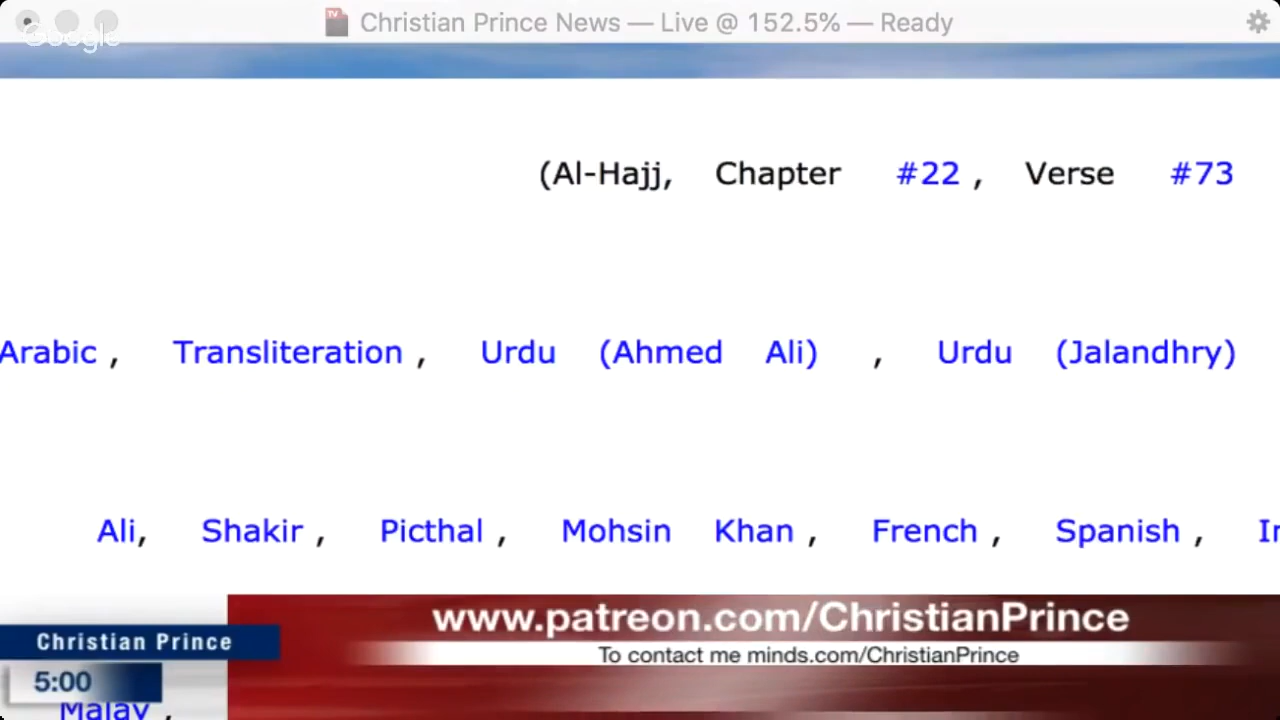 Christian Prince News — Live @ 152.5% — Ready
Google
(Al-Hajj, Chapter #22 , Verse #73
Arabic , Transliteration , Urdu (Ahmed Ali) , Urdu (Jalandhry)
Ali, Shakir , Picthal , Mohsin Khan , French , Spanish ,
www.patreon.com/ChristianPrince
To contact me minds.com/ChristianPrince
Christian Prince
5:00
Malay ,